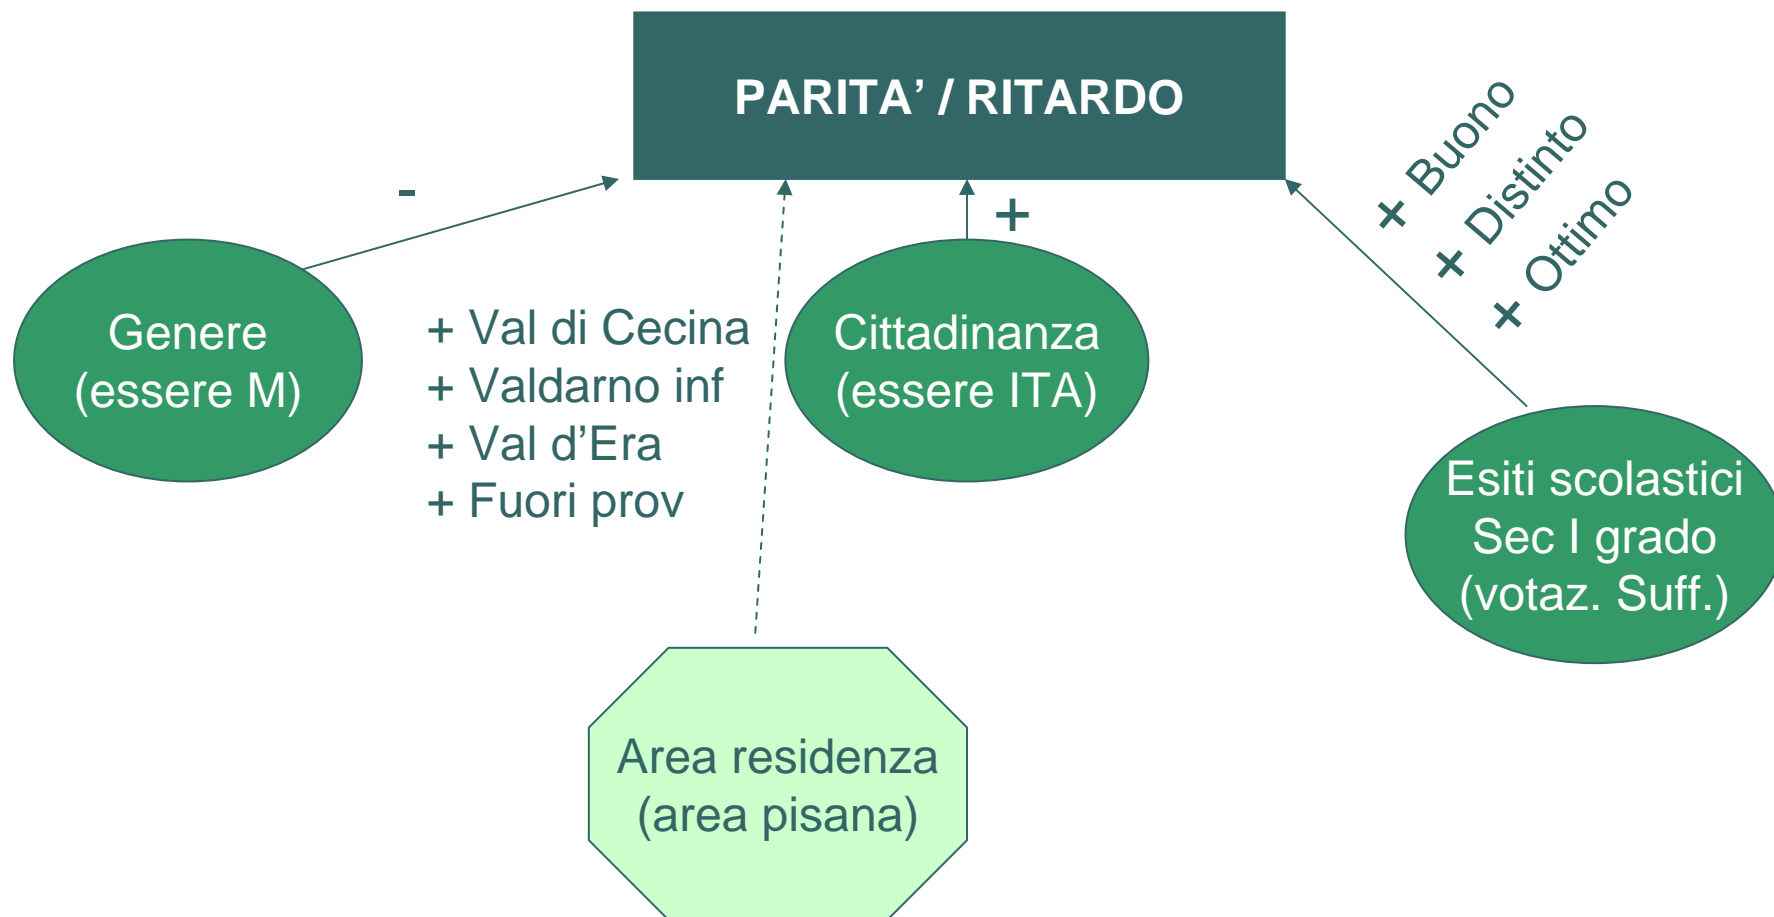 PARITA’ / RITARDO
-
+
+ Buono
+ Distinto
+ Ottimo
Genere
(essere M)
+ Val di Cecina
+ Valdarno inf
+ Val d’Era
+ Fuori prov
Cittadinanza
(essere ITA)
Esiti scolastici
Sec I grado
(votaz. Suff.)
Area residenza
(area pisana)